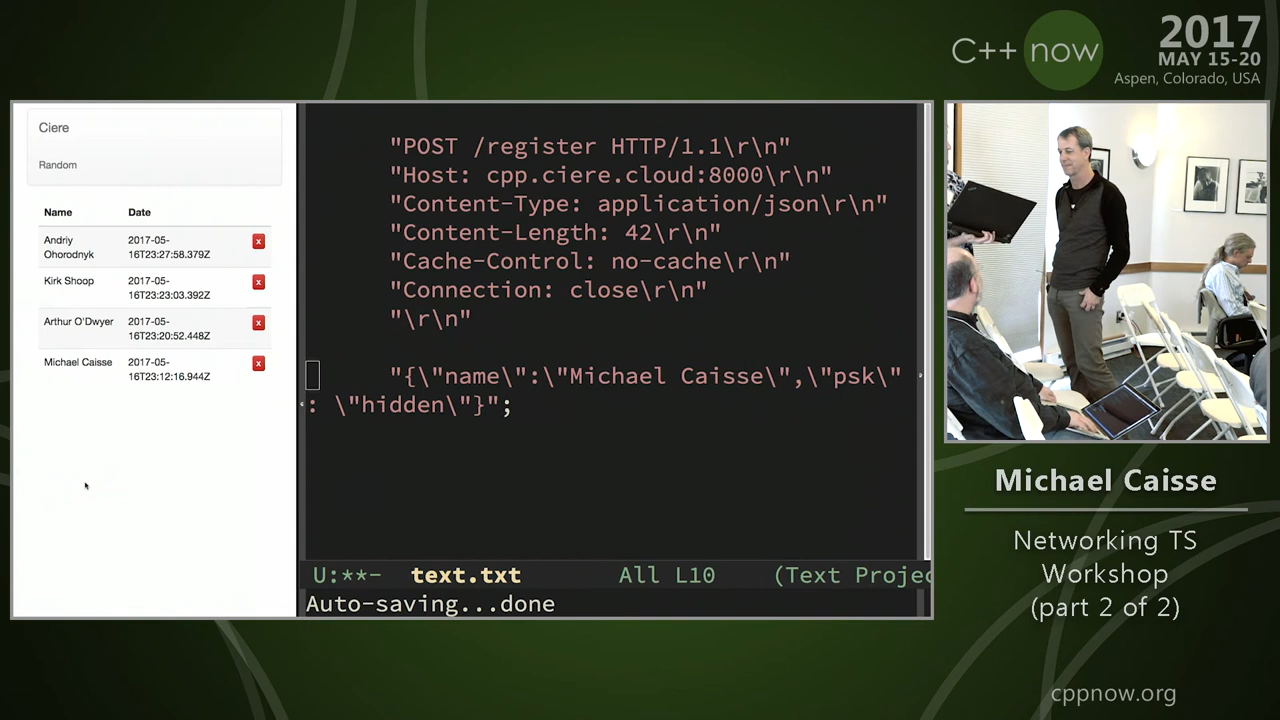 C++ now
2017
MAY 15-20
Aspen, Colorado, USA
Ciere
Random
Name Date
Andriy Ohorodnyk 2017-05-16T23:27:58.379Z x
Kirk Shoop 2017-05-16T23:23:03.392Z x
Arthur O'Dwyer 2017-05-16T23:20:52.448Z x
Michael Caisse 2017-05-16T23:12:16.944Z x
"POST /register HTTP/1.1\r\n"
"Host: cpp.ciere.cloud:8000\r\n"
"Content-Type: application/json\r\n"
"Content-Length: 42\r\n"
"Cache-Control: no-cache\r\n"
"Connection: close\r\n"
"\r\n"
"{\"name\":\"Michael Caisse\",\"psk\"
: \"hidden\"}";
U:**- text.txt All L10 (Text Projec
Auto-saving...done
Michael Caisse
Networking TS
Workshop
(part 2 of 2)
cppnow.org